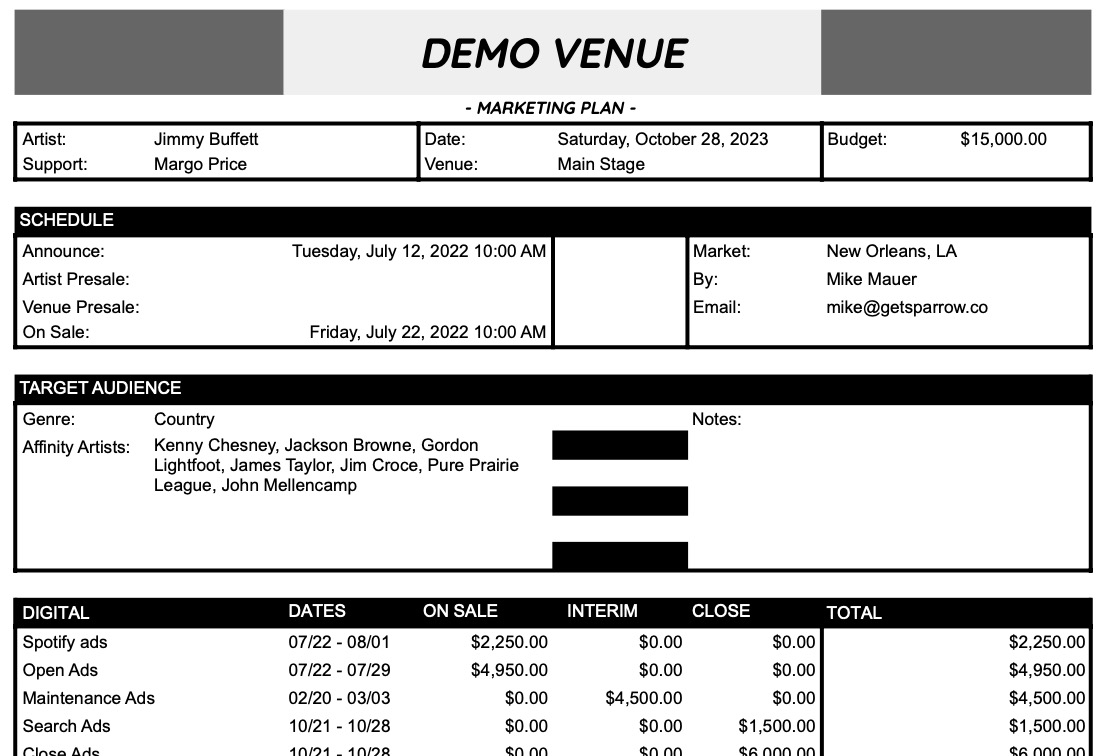 DEMO VENUE
- MARKETING PLAN -
Artist: Jimmy Buffett Date: Saturday, October 28, 2023 Budget: $15,000.00
Support: Margo Price Venue: Main Stage
SCHEDULE
Announce: Tuesday, July 12, 2022 10:00 AM Market: New Orleans, LA
Artist Presale: By: Mike Mauer
Venue Presale: Email: mike@getsparrow.co
On Sale: Friday, July 22, 2022 10:00 AM
TARGET AUDIENCE
Genre: Country Notes:
Affinity Artists: Kenny Chesney, Jackson Browne, Gordon
Lightfoot, James Taylor, Jim Croce, Pure Prairie
League, John Mellencamp
DIGITAL DATES ON SALE INTERIM CLOSE TOTAL
Spotify ads 07/22 - 08/01 $2,250.00 $0.00 $0.00 $2,250.00
Open Ads 07/22 - 07/29 $4,950.00 $0.00 $0.00 $4,950.00
Maintenance Ads 02/20 - 03/03 $0.00 $4,500.00 $0.00 $4,500.00
Search Ads 10/21 - 10/28 $0.00 $0.00 $1,500.00 $1,500.00
Close Ads 10/21 - 10/28 $0.00 $0.00 $6,000.00 $6,000.00